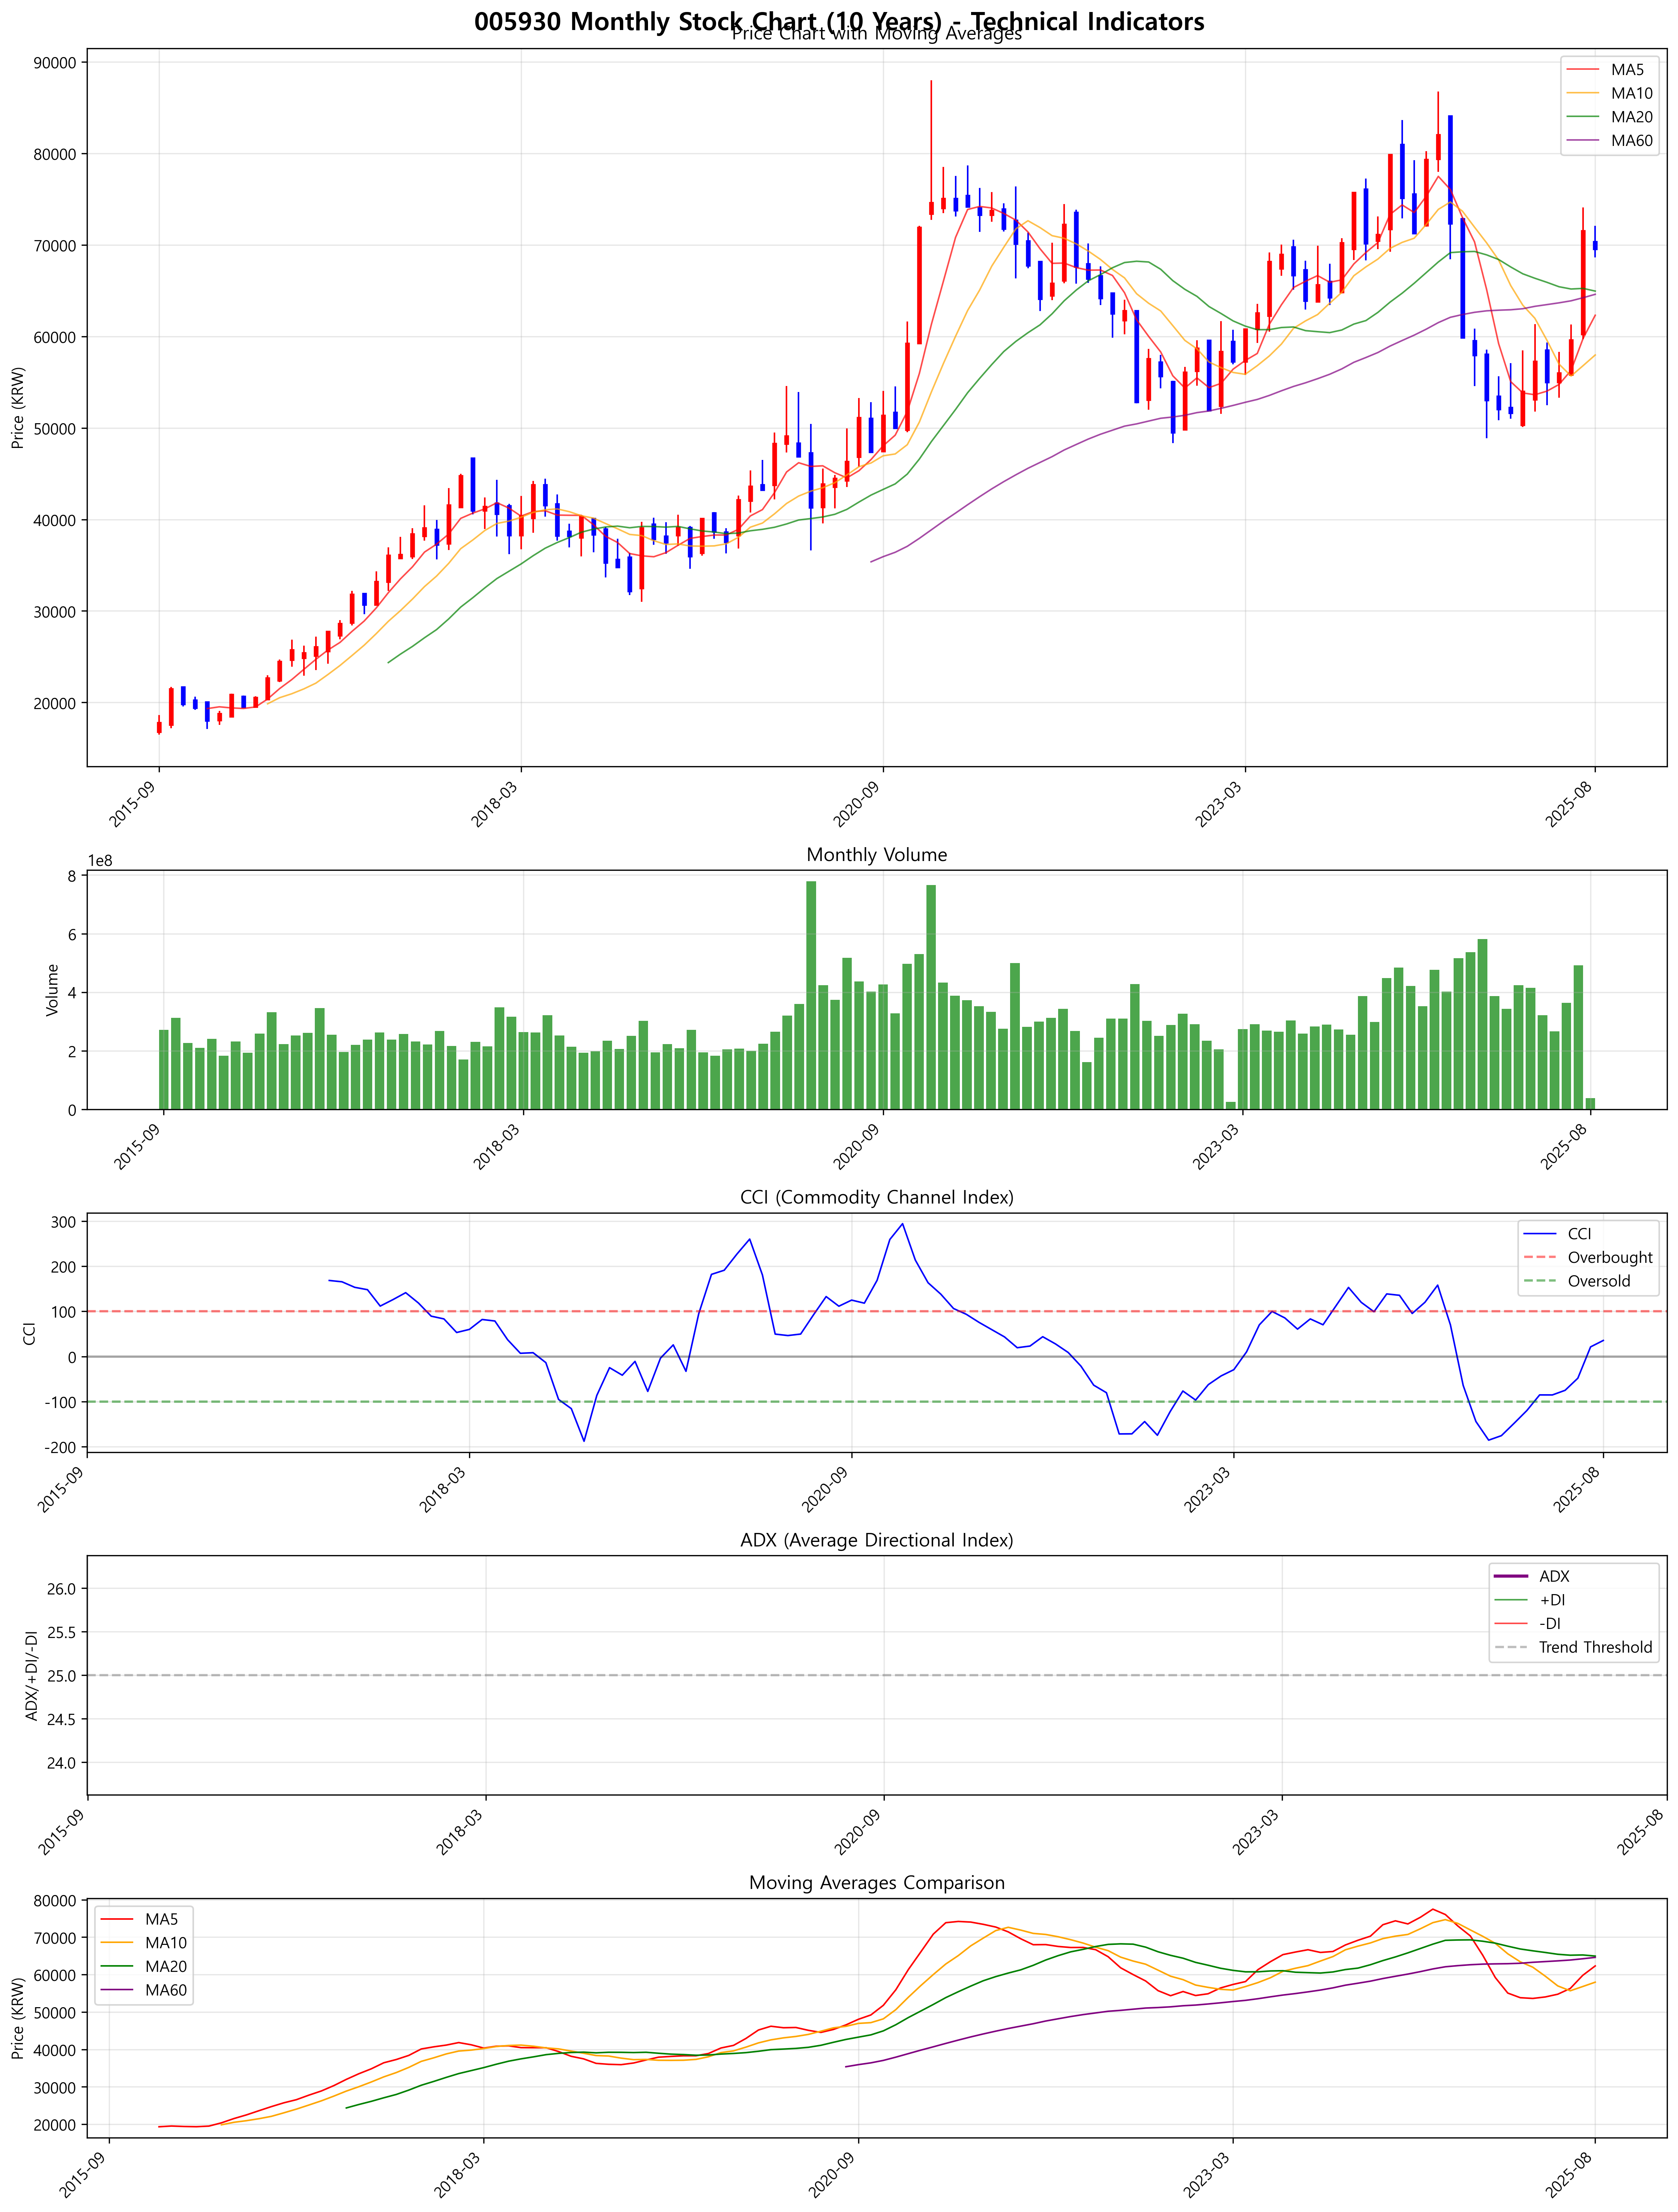 005930 Monthly Stock Chart (10 Years) - Technical Indicators
Price Chart with Moving Averages
90000
80000
70000
60000
50000
40000
30000
20000
Price (KRW)
MA5
MA10
MA20
MA60
2015-09
2018-03
2020-09
2023-03
2025-08
Monthly Volume
1e8
8
6
4
2
0
Volume
2015-09
2018-03
2020-09
2023-03
2025-08
CCI (Commodity Channel Index)
300
200
100
0
-100
-200
CCI
CCI
Overbought
Oversold
2015-09
2018-03
2020-09
2023-03
2025-08
ADX (Average Directional Index)
26.0
25.5
25.0
24.5
24.0
ADX/+DI/-DI
ADX
+DI
-DI
Trend Threshold
2015-09
2018-03
2020-09
2023-03
2025-08
Moving Averages Comparison
80000
70000
60000
50000
40000
30000
20000
Price (KRW)
MA5
MA10
MA20
MA60
2015-09
2018-03
2020-09
2023-03
2025-08